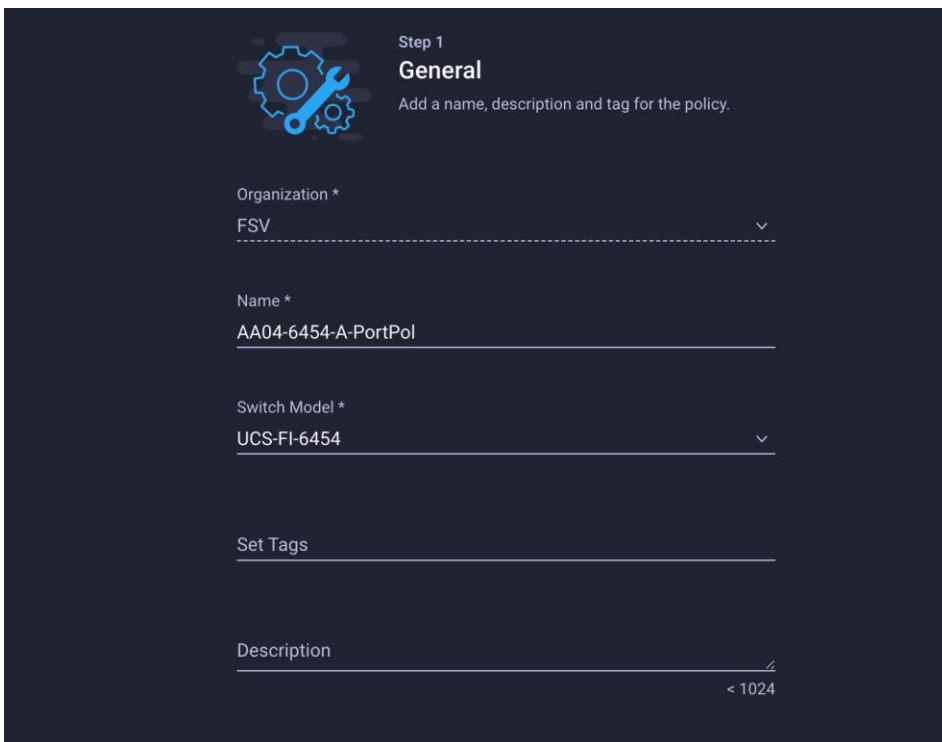 Step 1
General
Add a name, description and tag for the policy.
Organization *
FSV
Name *
AA04-6454-A-PortPol
Switch Model *
UCS-FI-6454
Set Tags
Description
< 1024